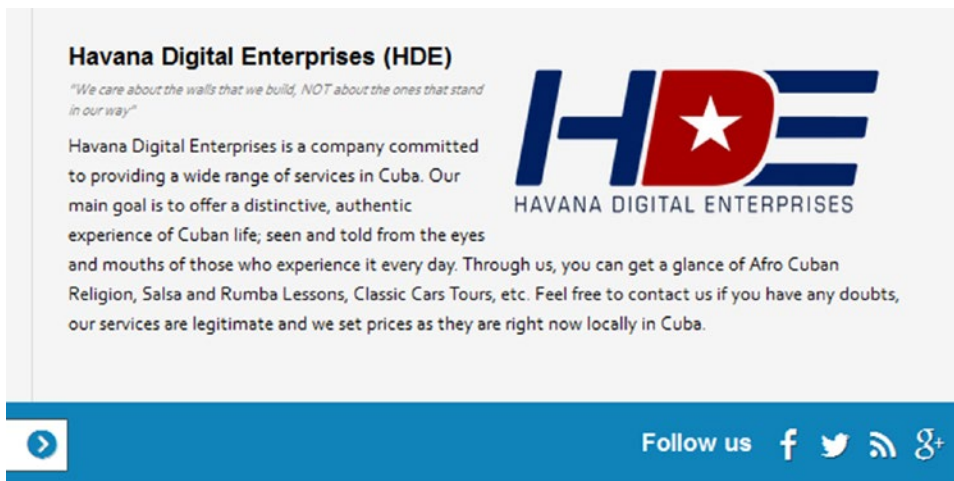 Havana Digital Enterprises (HDE)
"We care about the walls that we build, NOT about the ones that stand
in our way"
Havana Digital Enterprises is a company committed
to providing a wide range of services in Cuba. Our
main goal is to offer a distinctive, authentic
experience of Cuban life; seen and told from the eyes
and mouths of those who experience it every day. Through us, you can get a glance of Afro Cuban
Religion, Salsa and Rumba Lessons, Classic Cars Tours, etc. Feel free to contact us if you have any doubts,
our services are legitimate and we set prices as they are right now locally in Cuba.
HDE
HAVANA DIGITAL ENTERPRISES
Follow us